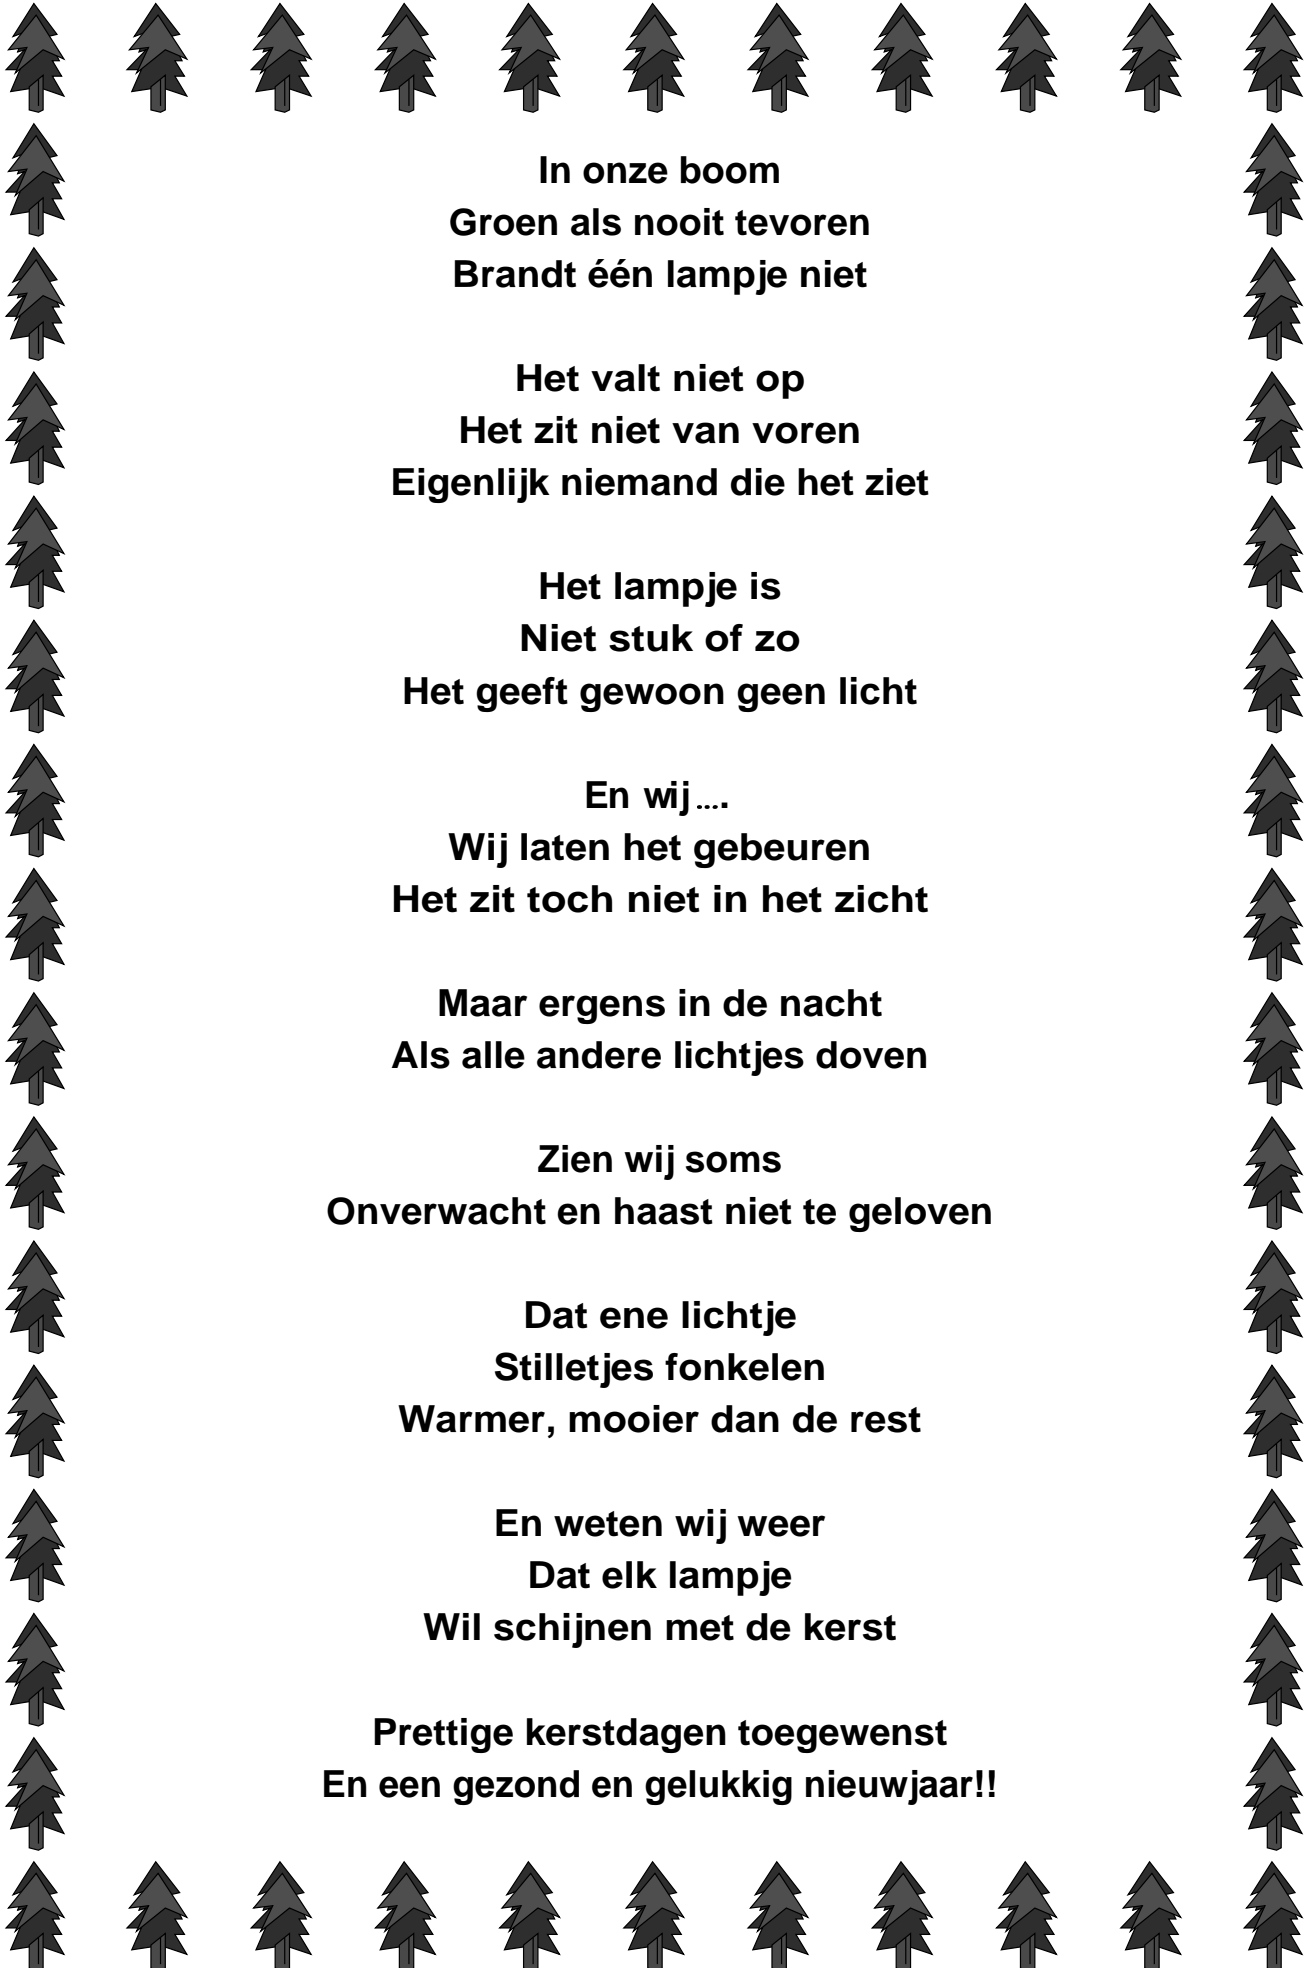 In onze boom
Groen als nooit tevoren
Brandt één lampje niet
Het valt niet op
Het zit niet van voren
Eigenlijk niemand die het ziet
Het lampje is
Niet stuk of zo
Het geeft gewoon geen licht
En wij….
Wij laten het gebeuren
Het zit toch niet in het zicht
Maar ergens in de nacht
Als alle andere lichtjes doven
Zien wij soms
Onverwacht en haast niet te geloven
Dat ene lichtje
Stilletjes fonkelen
Warmer, mooier dan de rest
En weten wij weer
Dat elk lampje
Wil schijnen met de kerst
Prettige kerstdagen toegewenst
En een gezond en gelukkig nieuwjaar!!